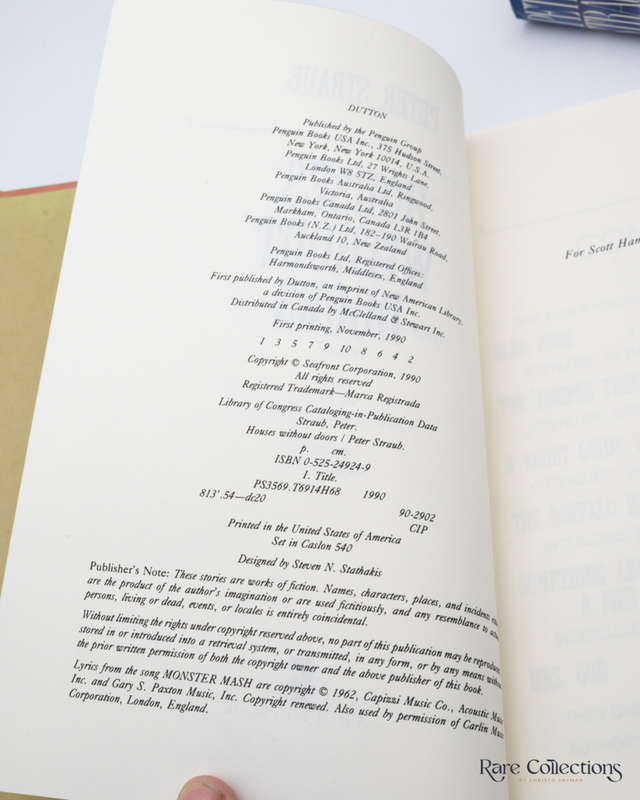 DUTTON
Published by the Penguin Group
Penguin Books USA Inc., 375 Hudson Street,
New York, New York 10014, U.S.A.
Penguin Books Ltd, 27 Wrights Lane,
London W8 5TZ, England
Penguin Books Australia Ltd, Ringwood,
Victoria, Australia
Penguin Books Canada Ltd, 2801 John Street,
Markham, Ontario, Canada L3R 1B4
Penguin Books (N.Z.) Ltd, 182–190 Wairau Road,
Auckland 10, New Zealand
Penguin Books Ltd, Registered Offices:
Harmondsworth, Middlesex, England
First published by Dutton, an imprint of New American Library,
a division of Penguin Books USA Inc.
Distributed in Canada by McClelland & Stewart Inc.
First printing, November, 1990
1 3 5 7 9 10 8 6 4 2
Copyright © Seafront Corporation, 1990
All rights reserved
Registered Trademark—Marca Registrada
Library of Congress Cataloging-in-Publication Data
Straub, Peter.
Houses without doors / Peter Straub.
p. cm.
ISBN 0-525-24924-9
I. Title.
PS3569.T6914H68 1990
813'.54—dc20
90-2902
CIP
Printed in the United States of America
Set in Caslon 540
Designed by Steven N. Stathakis
Publisher's Note: These stories are works of fiction. Names, characters, places, and incidents
are the product of the author's imagination or are used fictitiously, and any resemblance to
persons, living or dead, events, or locales is entirely coincidental.
Without limiting the rights under copyright reserved above, no part of this publication may be reproduced
stored in or introduced into a retrieval system, or transmitted, in any form, or by any means
the prior written permission of both the copyright owner and the above publisher of this book.
Lyrics from the song MONSTER MASH are copyright © 1962, Capizzi Music Co., Acoustic
Inc. and Gary S. Paxton Music, Inc. Copyright renewed. Also used by permission of Carlin
Corporation, London, England.
For Scott Ham
Rare Collections